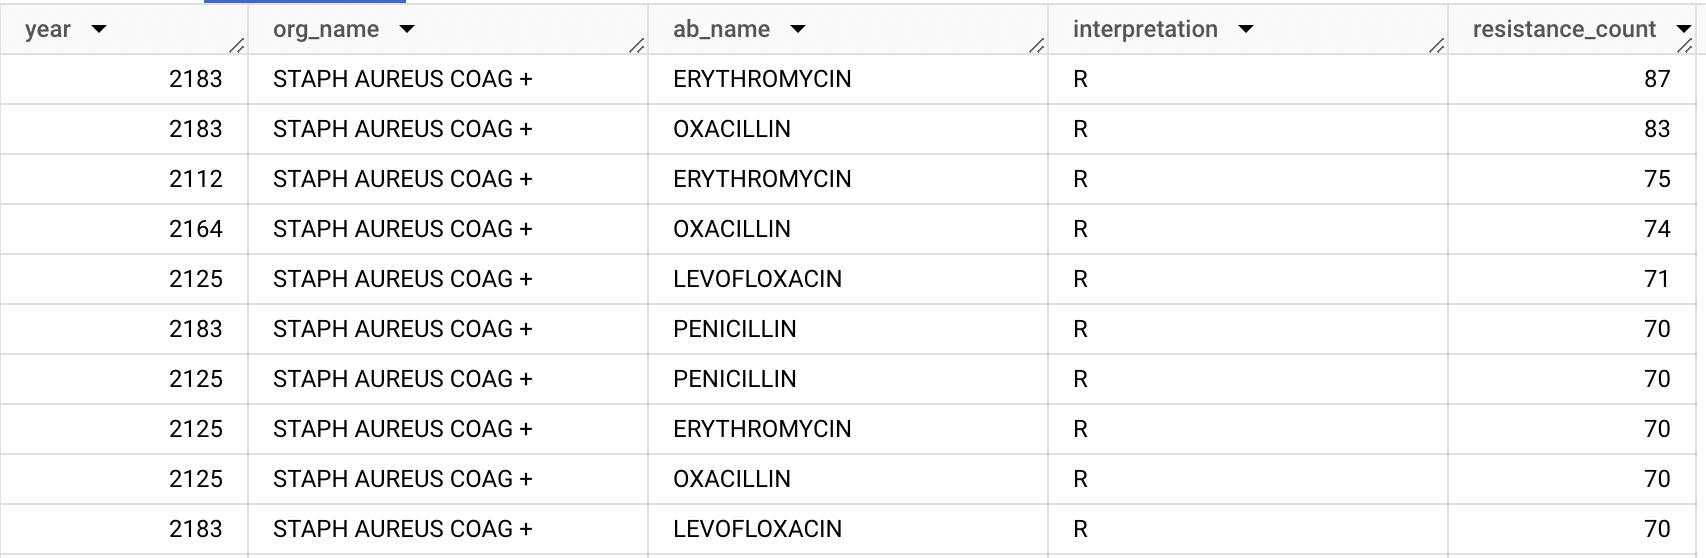 year org_name ab_name interpretation resistance_count
2183 STAPH AUREUS COAG + ERYTHROMYCIN R 87
2183 STAPH AUREUS COAG + OXACILLIN R 83
2112 STAPH AUREUS COAG + ERYTHROMYCIN R 75
2164 STAPH AUREUS COAG + OXACILLIN R 74
2125 STAPH AUREUS COAG + LEVOFLOXACIN R 71
2183 STAPH AUREUS COAG + PENICILLIN R 70
2125 STAPH AUREUS COAG + PENICILLIN R 70
2125 STAPH AUREUS COAG + ERYTHROMYCIN R 70
2125 STAPH AUREUS COAG + OXACILLIN R 70
2183 STAPH AUREUS COAG + LEVOFLOXACIN R 70